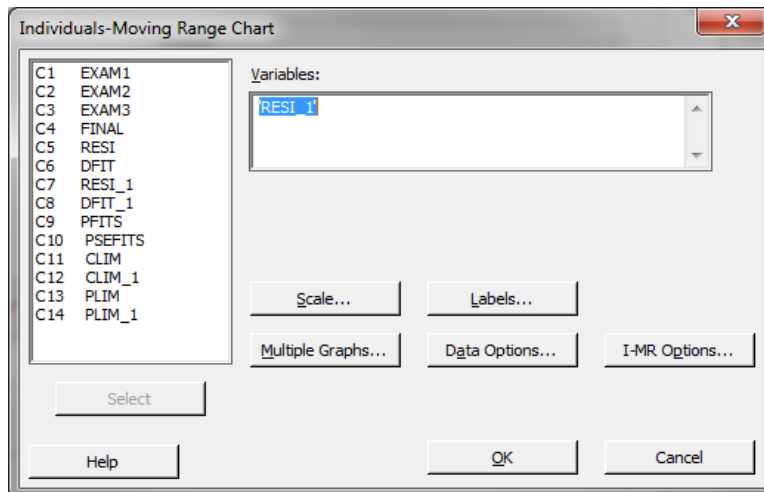 Individuals-Moving Range Chart
C1 EXAM1
C2 EXAM2
C3 EXAM3
C4 FINAL
C5 RESI
C6 DFIT
C7 RESI_1
C8 DFIT_1
C9 PFITS
C10 PSEFITS
C11 CLIM
C12 CLIM_1
C13 PLIM
C14 PLIM_1
Variables:
'RESI_1'
Scale... Labels...
Multiple Graphs... Data Options... I-MR Options...
Select
Help OK Cancel